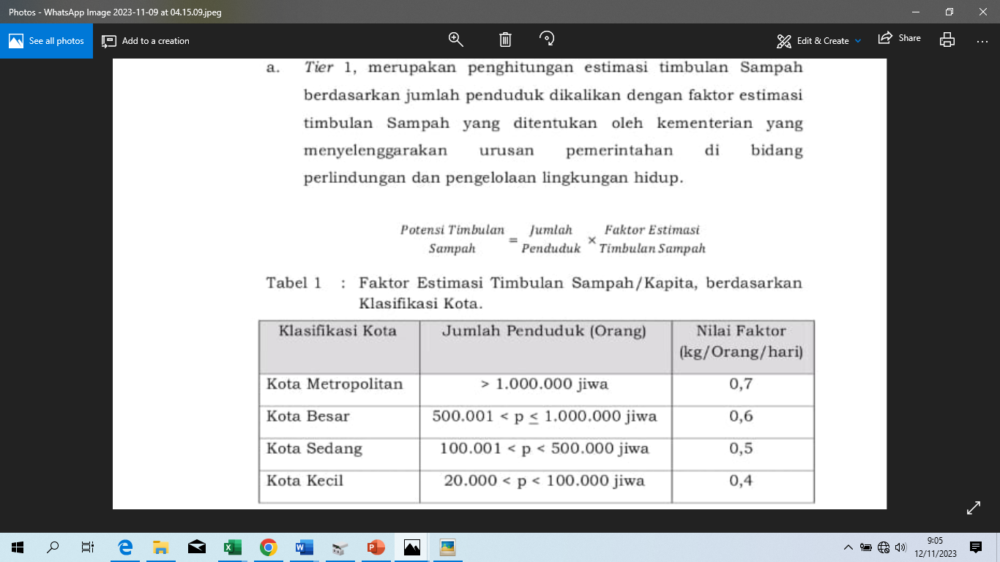 Photos - WhatsApp Image 2023-11-09 at 04.15.09.jpeg
See all photos
Add to a creation
Edit & Create
Share
a. Tier 1, merupakan penghitungan estimasi timbulan Sampah
berdasarkan jumlah penduduk dikalikan dengan faktor estimasi
timbulan Sampah yang ditentukan oleh kementerian yang
menyelenggarakan urusan pemerintahan di bidang
perlindungan dan pengelolaan lingkungan hidup.
Potensi Timbulan Sampah = Jumlah Penduduk × Faktor Estimasi Timbulan Sampah
Tabel 1 : Faktor Estimasi Timbulan Sampah/Kapita, berdasarkan
Klasifikasi Kota.
Klasifikasi Kota Jumlah Penduduk (Orang) Nilai Faktor
(kg/Orang/hari)
Kota Metropolitan > 1.000.000 jiwa 0,7
Kota Besar 500.001 < p ≤ 1.000.000 jiwa 0,6
Kota Sedang 100.001 < p < 500.000 jiwa 0,5
Kota Kecil 20.000 < p < 100.000 jiwa 0,4
9:05
12/11/2023